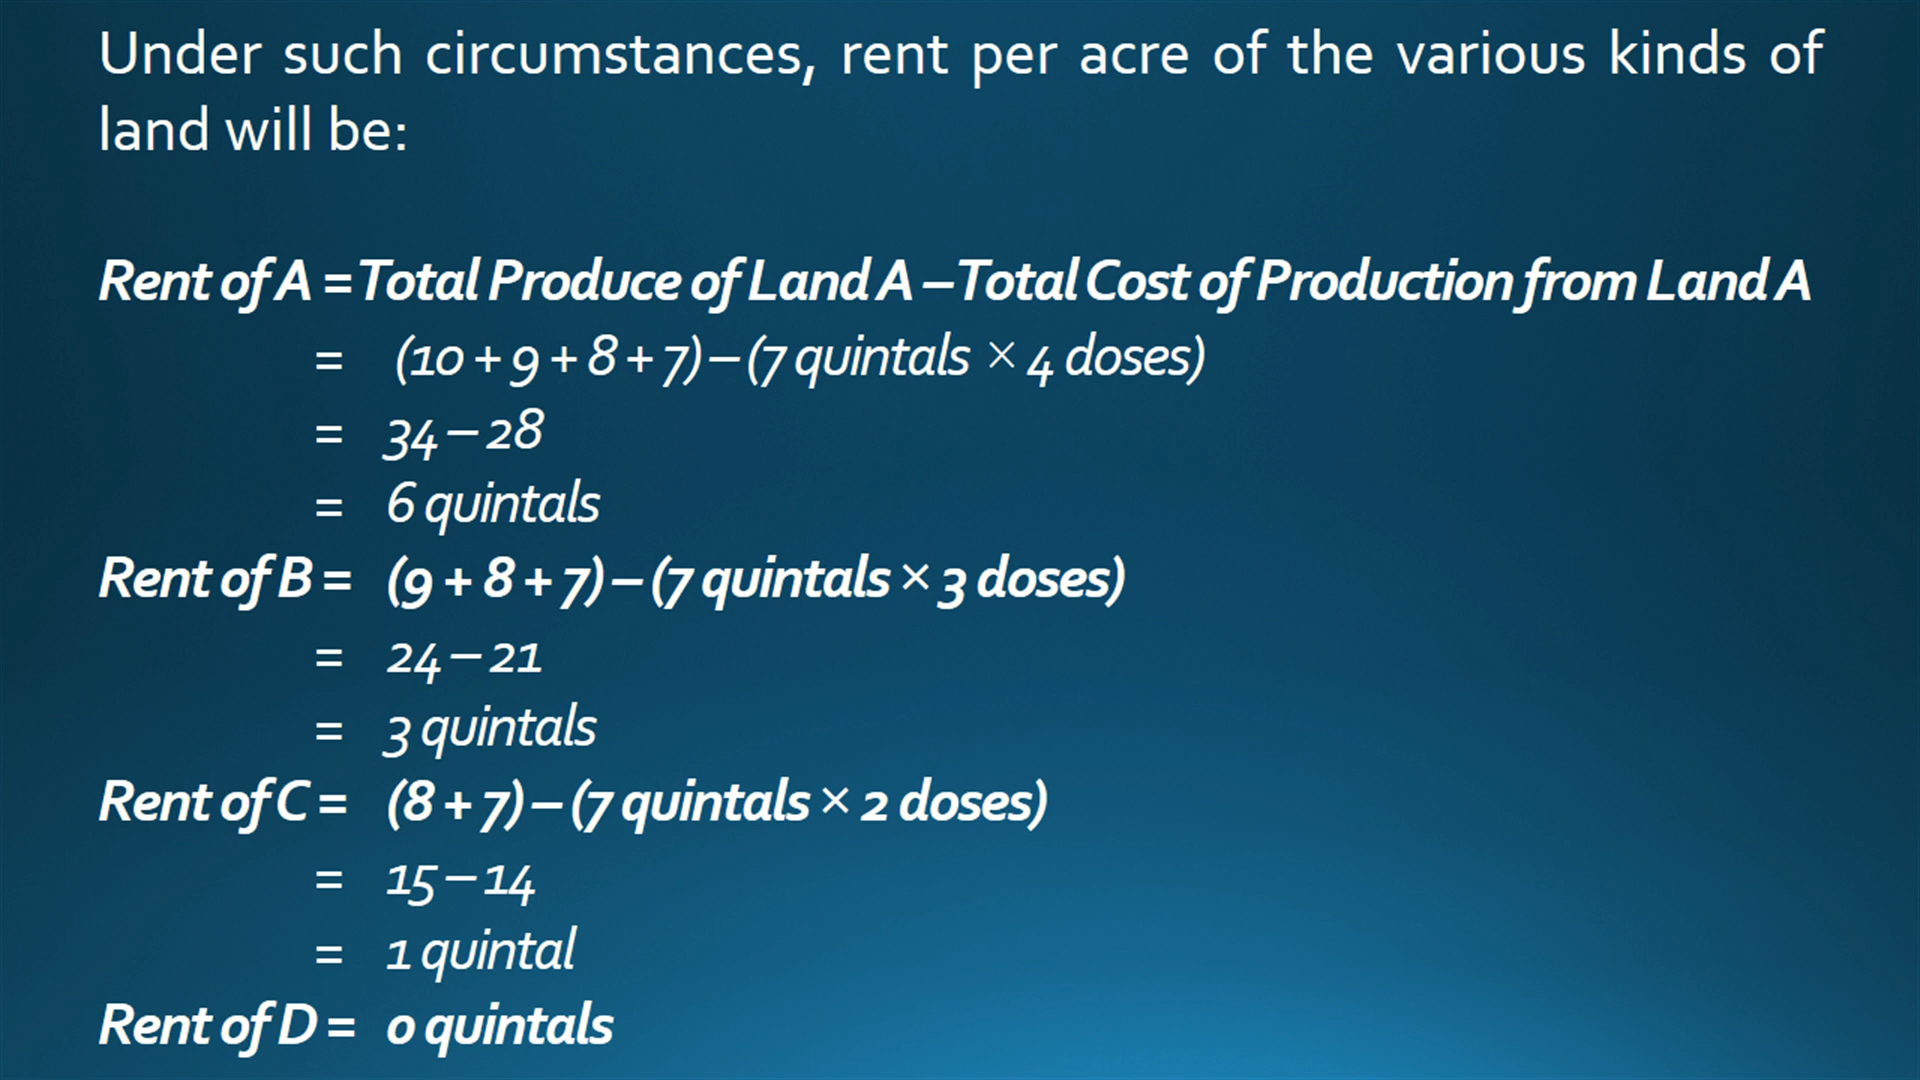 Under such circumstances, rent per acre of the various kinds of
land will be:
Rent of A = Total Produce of Land A – Total Cost of Production from Land A
= (10 + 9 + 8 + 7) – (7 quintals × 4 doses)
= 34 – 28
= 6 quintals
Rent of B = (9 + 8 + 7) – (7 quintals × 3 doses)
= 24 – 21
= 3 quintals
Rent of C = (8 + 7) – (7 quintals × 2 doses)
= 15 – 14
= 1 quintal
Rent of D = 0 quintals